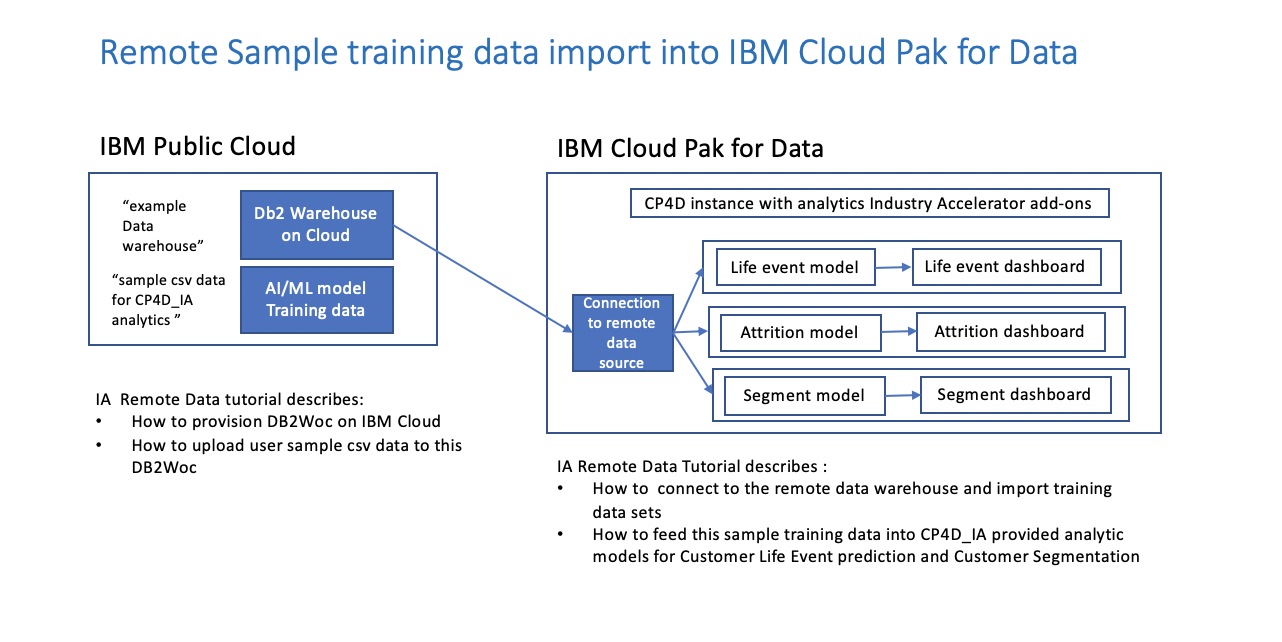 Remote Sample training data import into IBM Cloud Pak for Data
IBM Public Cloud
“example
Data
warehouse”
Db2 Warehouse
on Cloud
“sample csv data
for CP4D_IA
analytics ”
AI/ML model
Training data
IA  Remote Data tutorial describes:
• How to provision DB2Woc on IBM Cloud
• How to upload user sample csv data to this
DB2Woc
IBM Cloud Pak for Data
CP4D instance with analytics Industry Accelerator add-ons
Connection
to remote
data
source
Life event model
Life event dashboard
Attrition model
Attrition dashboard
Segment model
Segment dashboard
IA Remote Data Tutorial describes :
• How to  connect to the remote data warehouse and import training
data sets
• How to feed this sample training data into CP4D_IA provided analytic
models for Customer Life Event prediction and Customer Segmentation